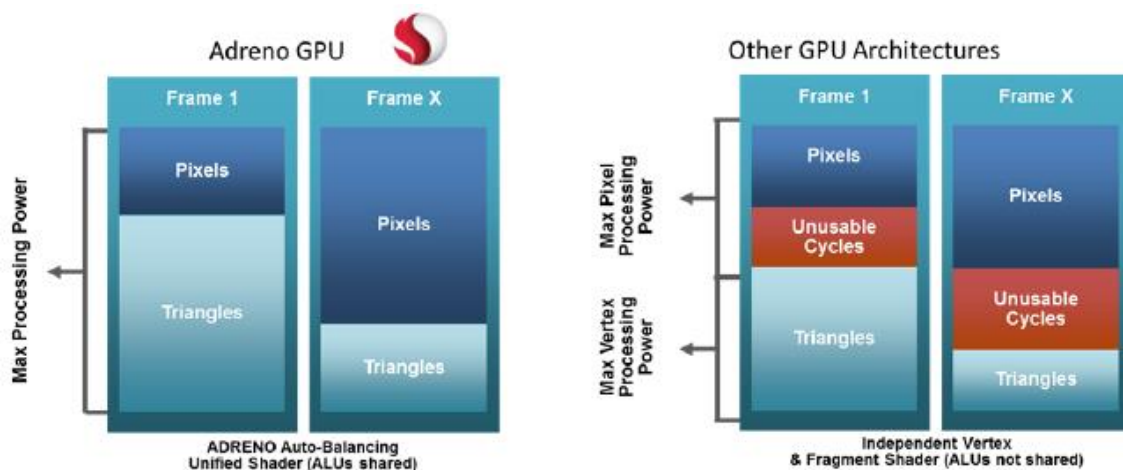 Adreno GPU
Frame 1
Frame X
Pixels
Triangles
Pixels
Triangles
Max Processing Power
ADRENO Auto-Balancing
Unified Shader (ALUs shared)
Other GPU Architectures
Frame 1
Frame X
Pixels
Unusable
Cycles
Triangles
Pixels
Unusable
Cycles
Triangles
Max Pixel
Processing
Power
Max Vertex
Processing
Power
Independent Vertex
& Fragment Shader (ALUs not shared)